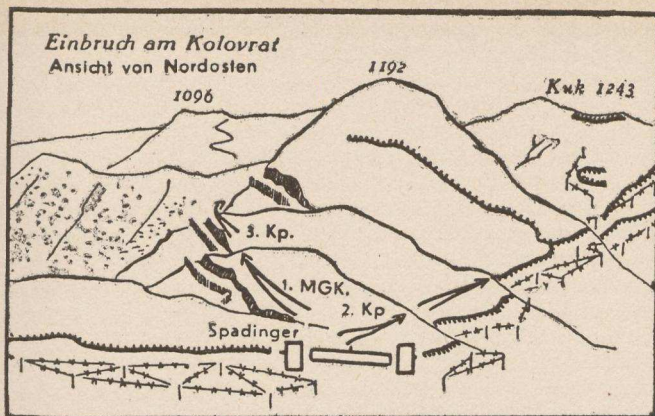 Einbruch am Kolovrat
Ansicht von Nordosten
1192
Kuk 1243
1096
3. Kp.
1. MGK.
2. Kp
Spadinger